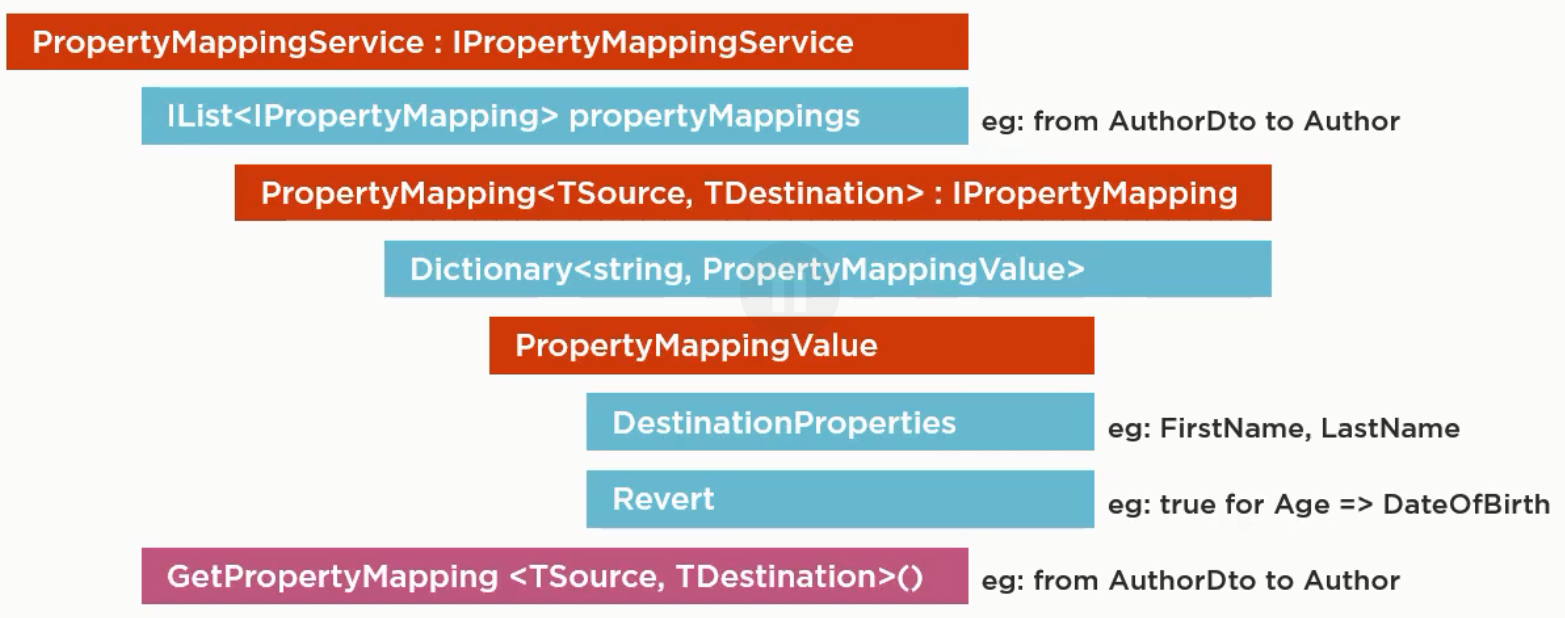 PropertyMappingService : IPropertyMappingService
IList<IPropertyMapping> propertyMappings eg: from AuthorDto to Author
PropertyMapping<TSource, TDestination> : IPropertyMapping
Dictionary<string, PropertyMappingValue>
PropertyMappingValue
DestinationProperties eg: FirstName, LastName
Revert eg: true for Age => DateOfBirth
GetPropertyMapping <TSource, TDestination>() eg: from AuthorDto to Author